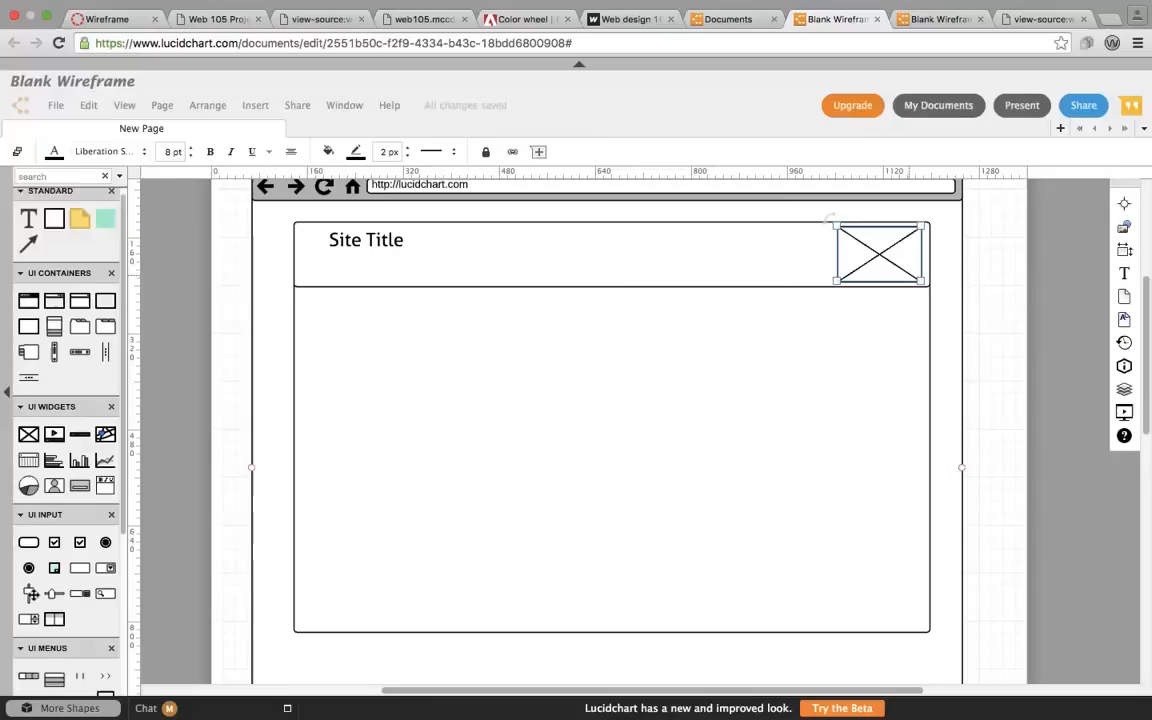 Wireframe
Web 105 Proje
view-source:w
web105.mccd
Color wheel |
Web design 1
Documents
Blank Wirefram
Blank Wirefram
view-source:w
https://www.lucidchart.com/documents/edit/2551b50c-f2f9-4334-b43c-18bdd6800908#
Blank Wireframe
File Edit View Page Arrange Insert Share Window Help All changes saved
Upgrade My Documents Present Share
New Page
Liberation S... 8 pt B I U 2 px
search
0 160 320 480 640 800 960 1120 1280
STANDARD
http://lucidchart.com
T
Site Title
UI CONTAINERS
UI WIDGETS
UI INPUT
UI MENUS
More Shapes Chat M Lucidchart has a new and improved look. Try the Beta